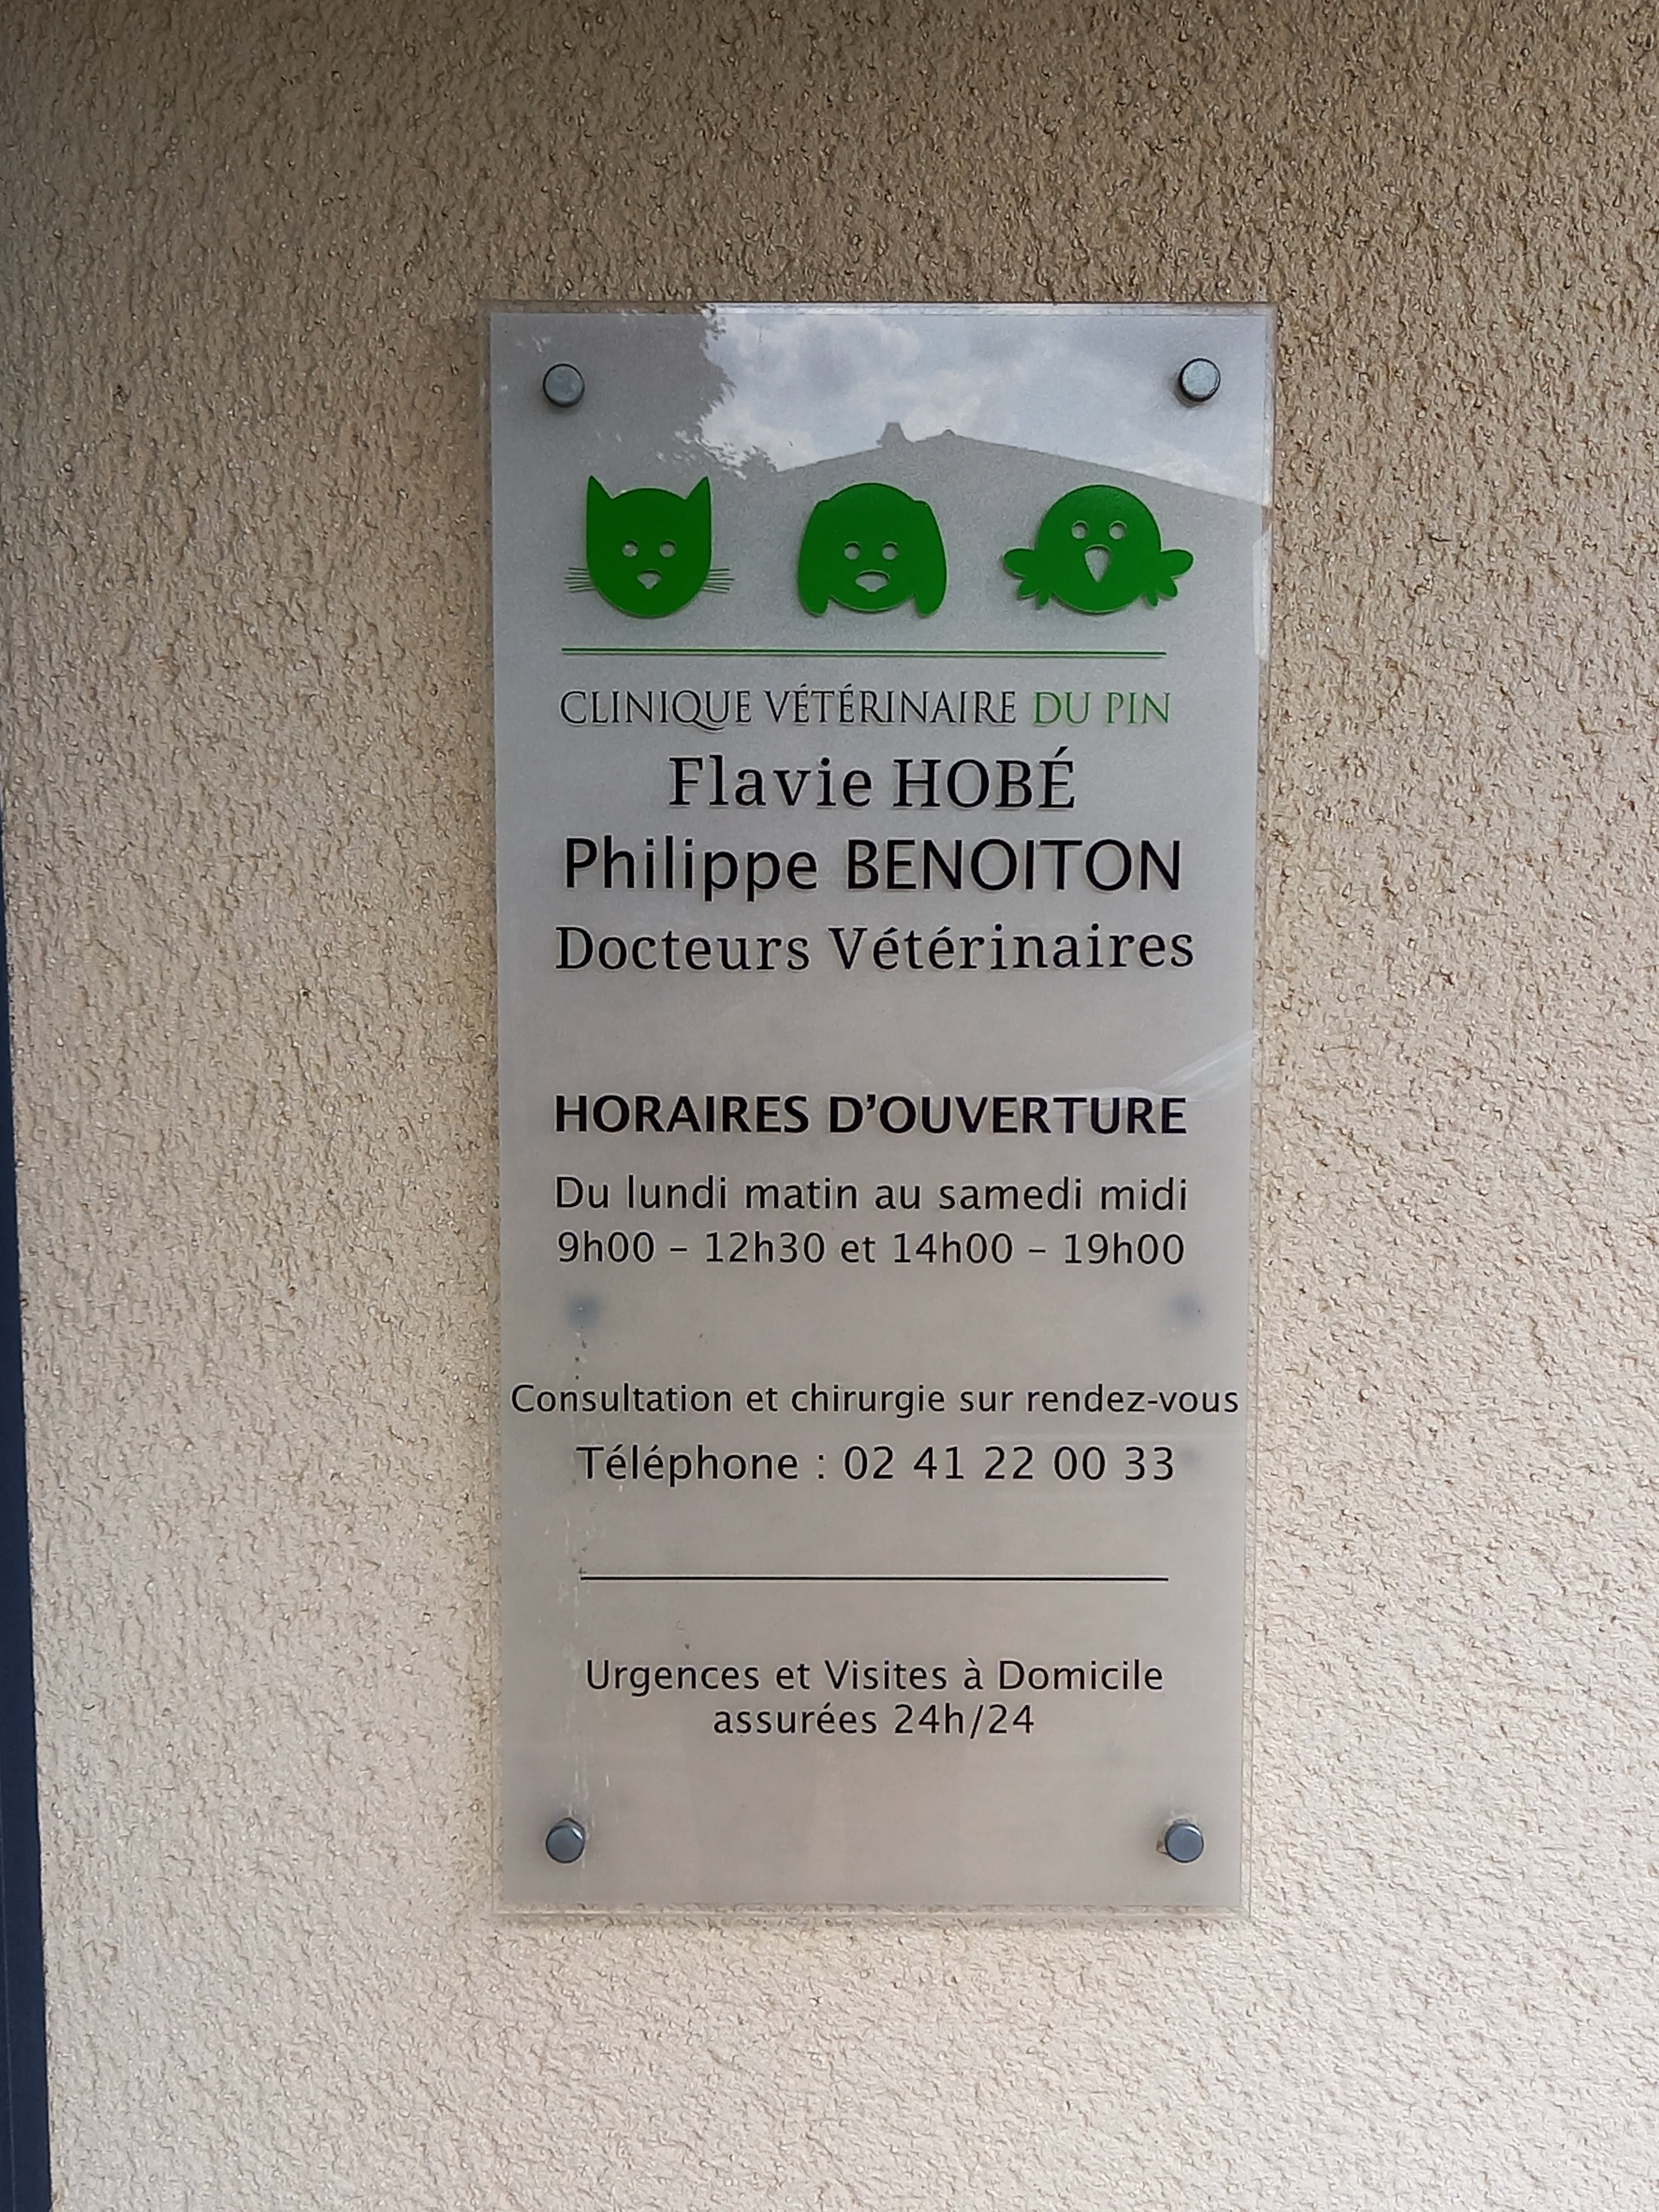 CLINIQUE VÉTÉRINAIRE DU PIN
Flavie HOBÉ
Philippe BENOITON
Docteurs Vétérinaires
HORAIRES D’OUVERTURE
Du lundi matin au samedi midi
9h00 – 12h30 et 14h00 – 19h00
Consultation et chirurgie sur rendez-vous
Téléphone : 02 41 22 00 33
Urgences et Visites à Domicile
assurées 24h/24